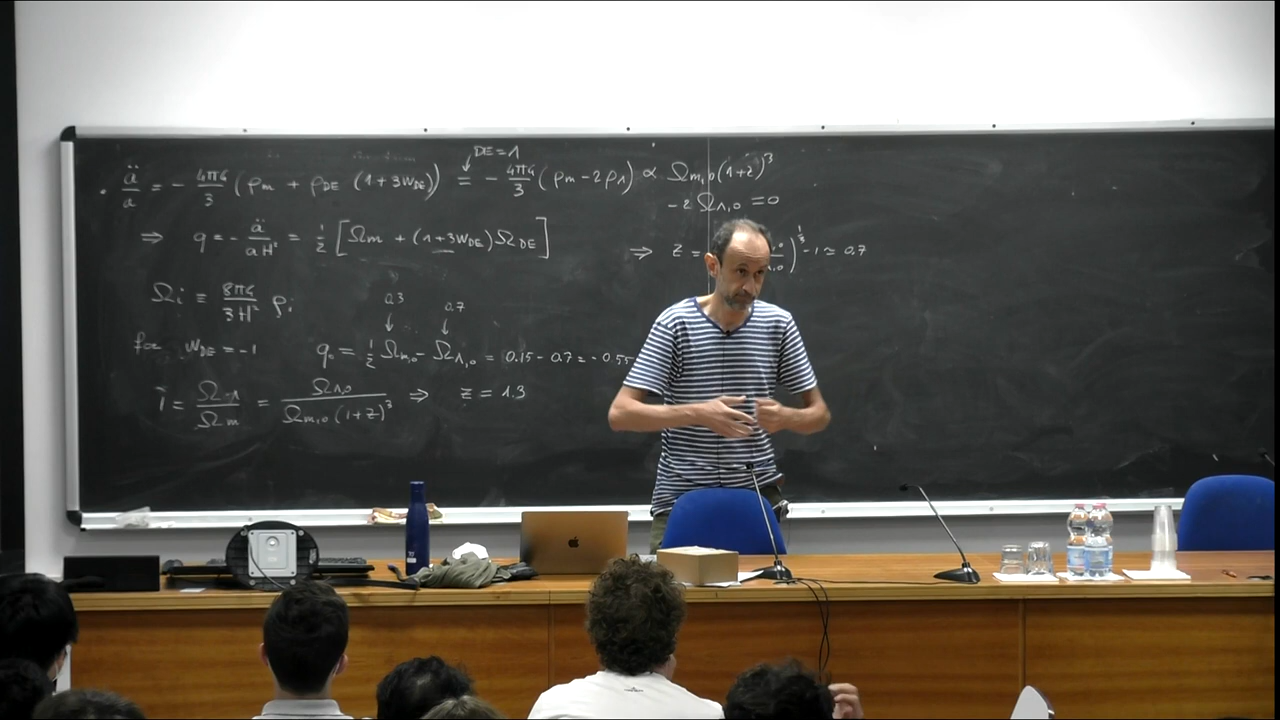 · ä/a = - 4πG/3 (ρm + ρDE (1+3wDE)) = - 4πG/3 (ρm - 2ρΛ) ∝ Ωm,0 (1+z)³
DE=Λ
- 2 ΩΛ,0 = 0
⇒ q = - ä/aH² = 1/2 [Ωm + (1+3wDE) ΩDE]
⇒ z = ( )^1/3 - 1 ≃ 0.7
Ωi ≡ 8πG/3H² ρi
0.3 0.7
for wDE = -1 q0 = 1/2 Ωm,0 - ΩΛ,0 = 0.15 - 0.7 = - 0.55
1 = ΩΛ/Ωm = ΩΛ,0/Ωm,0 (1+z)³ ⇒ z = 1.3